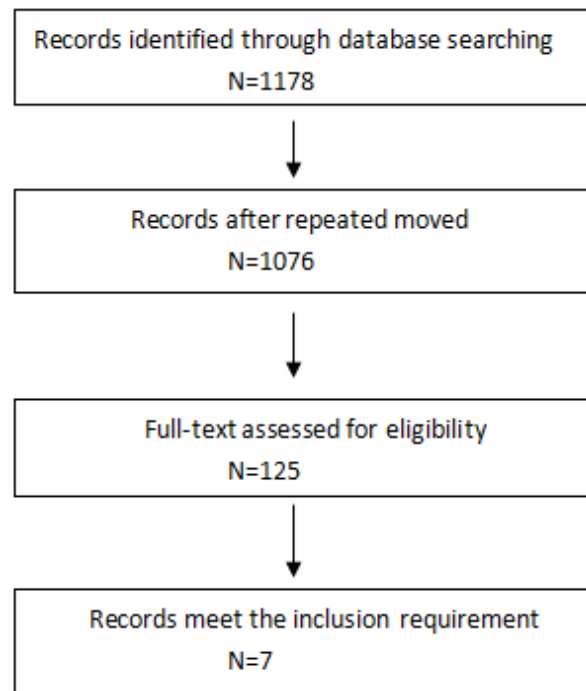 Records identified through database searching
N=1178
Records after repeated moved
N=1076
Full-text assessed for eligibility
N=125
Records meet the inclusion requirement
N=7